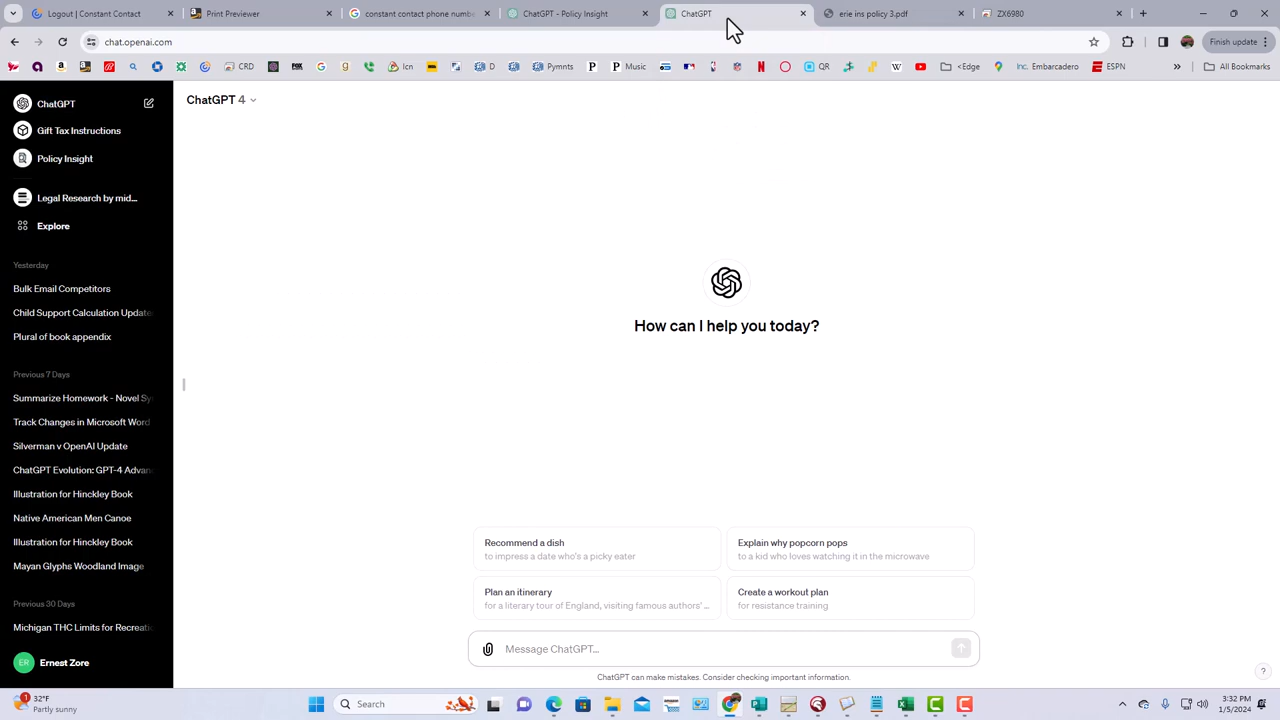 Print Previewer
constant contact phone numbe
ChatGPT - Policy Insight
ChatGPT
erie ins policy 3.pdf
ZX6980
chat.openai.com
Finish update
CRD
Icn
QB
Pymnts
P
P Music
QR
<Edge
Inc. Embarcadero
ESPN
All Bookmarks
ChatGPT
ChatGPT 4
Gift Tax Instructions
Policy Insight
Legal Research by mid...
Explore
Yesterday
Bulk Email Competitors
Child Support Calculation Update
Plural of book appendix
Previous 7 Days
Summarize Homework - Novel Sy
Track Changes in Microsoft Word
Silverman v OpenAI Update
ChatGPT Evolution: GPT-4 Advan
Illustration for Hinckley Book
Native American Men Canoe
Illustration for Hinckley Book
Mayan Glyphs Woodland Image
Previous 30 Days
Michigan THC Limits for Recreatio
ER Ernest Zore
How can I help you today?
Recommend a dish
to impress a date who's a picky eater
Explain why popcorn pops
to a kid who loves watching it in the microwave
Plan an itinerary
for a literary tour of England, visiting famous authors' ...
Create a workout plan
for resistance training
Message ChatGPT...
ChatGPT can make mistakes. Consider checking important information.
?
1
32°F
Partly sunny
Search
3:32 PM
1/5/2024